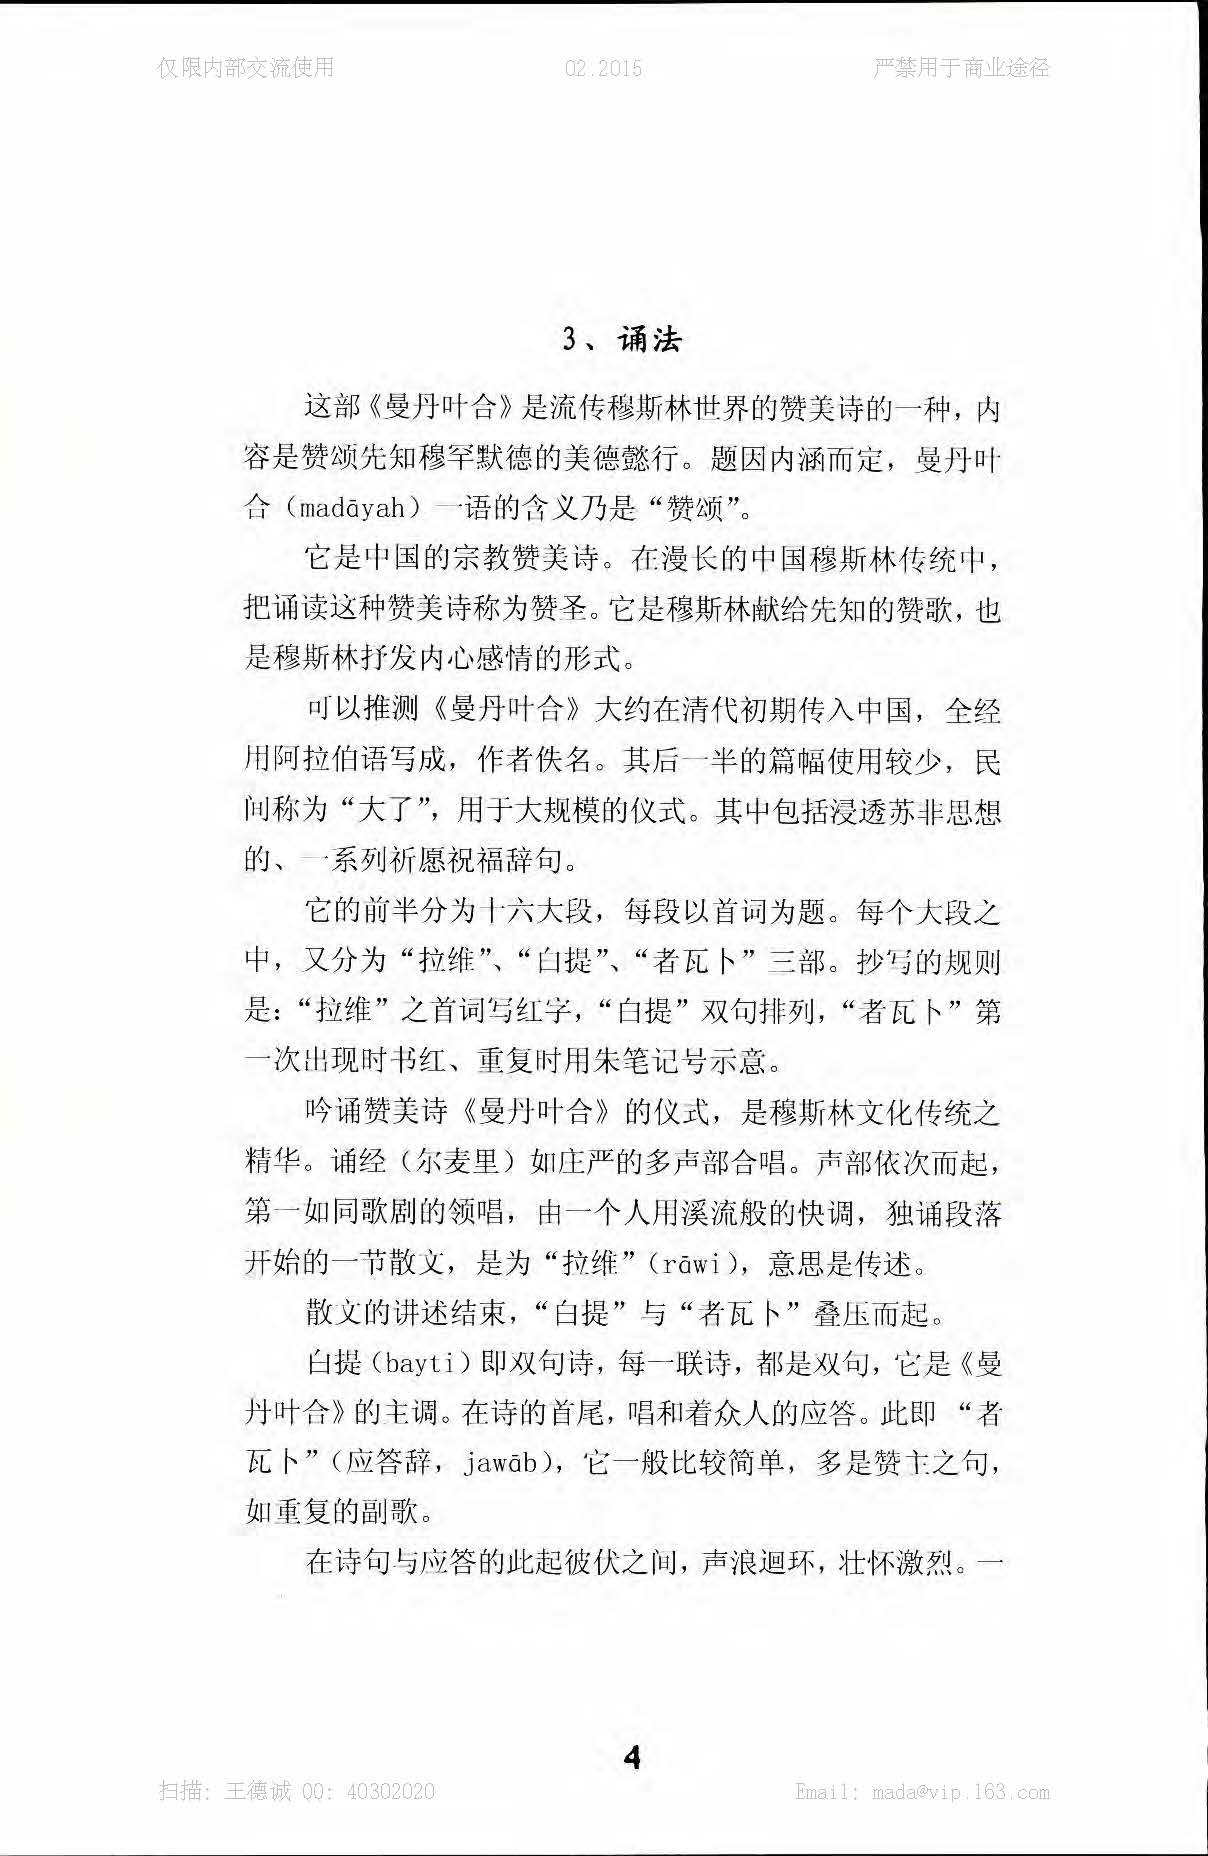 仅限内部交流使用 02.2015 严禁用于商业途径
3、诵法
这部《曼丹叶合》是流传穆斯林世界的赞美诗的一种，内
容是赞颂先知穆罕默德的美德懿行。题因内涵而定，曼丹叶
合（madāyah）一语的含义乃是“赞颂”。
它是中国的宗教赞美诗。在漫长的中国穆斯林传统中，
把诵读这种赞美诗称为赞圣。它是穆斯林献给先知的赞歌，也
是穆斯林抒发内心感情的形式。
可以推测《曼丹叶合》大约在清代初期传入中国，全经
用阿拉伯语写成，作者佚名。其后一半的篇幅使用较少，民
间称为“大了”，用于大规模的仪式。其中包括浸透苏非思想
的、一系列祈愿祝福辞句。
它的前半分为十六大段，每段以首词为题。每个大段之
中，又分为“拉维”、“白提”、“者瓦卜”三部。抄写的规则
是：“拉维”之首词写红字，“白提”双句排列，“者瓦卜”第
一次出现时书红、重复时用朱笔记号示意。
吟诵赞美诗《曼丹叶合》的仪式，是穆斯林文化传统之
精华。诵经（尔麦里）如庄严的多声部合唱。声部依次而起，
第一如同歌剧的领唱，由一个人用溪流般的快调，独诵段落
开始的一节散文，是为“拉维”（rāwi），意思是传述。
散文的讲述结束，“白提”与“者瓦卜”叠压而起。
白提（bayti）即双句诗，每一联诗，都是双句，它是《曼
丹叶合》的主调。在诗的首尾，唱和着众人的应答。此即 “者
瓦卜”（应答辞，jawāb），它一般比较简单，多是赞主之句，
如重复的副歌。
在诗句与应答的此起彼伏之间，声浪迴环，壮怀激烈。一
4
扫描：王德诚 QQ：40302020 Email：mada@vip.163.com